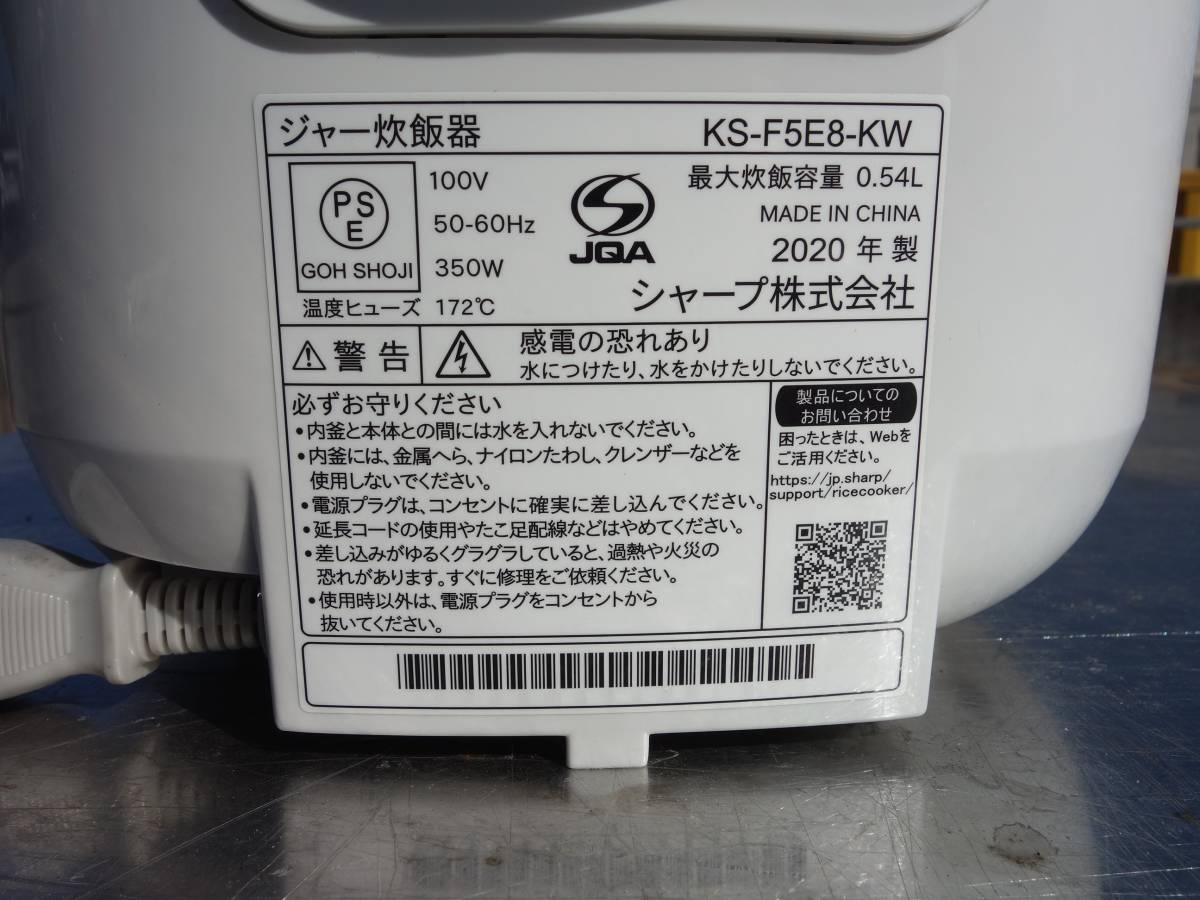 ジャー炊飯器 KS-F5E8-KW
PS
E
GOH SHOJI
100V
50-60Hz
350W
温度ヒューズ 172℃
JQA
最大炊飯容量 0.54L
MADE IN CHINA
2020 年 製
シャープ株式会社
警告
感電の恐れあり
水につけたり、水をかけたりしないでください。
必ずお守りください
・内釜と本体との間には水を入れないでください。
・内釜には、金属へら、ナイロンたわし、クレンザーなどを
使用しないでください。
・電源プラグは、コンセントに確実に差し込んでください。
・延長コードの使用やたこ足配線などはやめてください。
・差し込みがゆるくグラグラしていると、過熱や火災の
恐れがあります。すぐに修理をご依頼ください。
・使用時以外は、電源プラグをコンセントから
抜いてください。
製品についての
お問い合わせ
困ったときは、Webを
ご活用ください。
https://jp.sharp/
support/ricecooker/